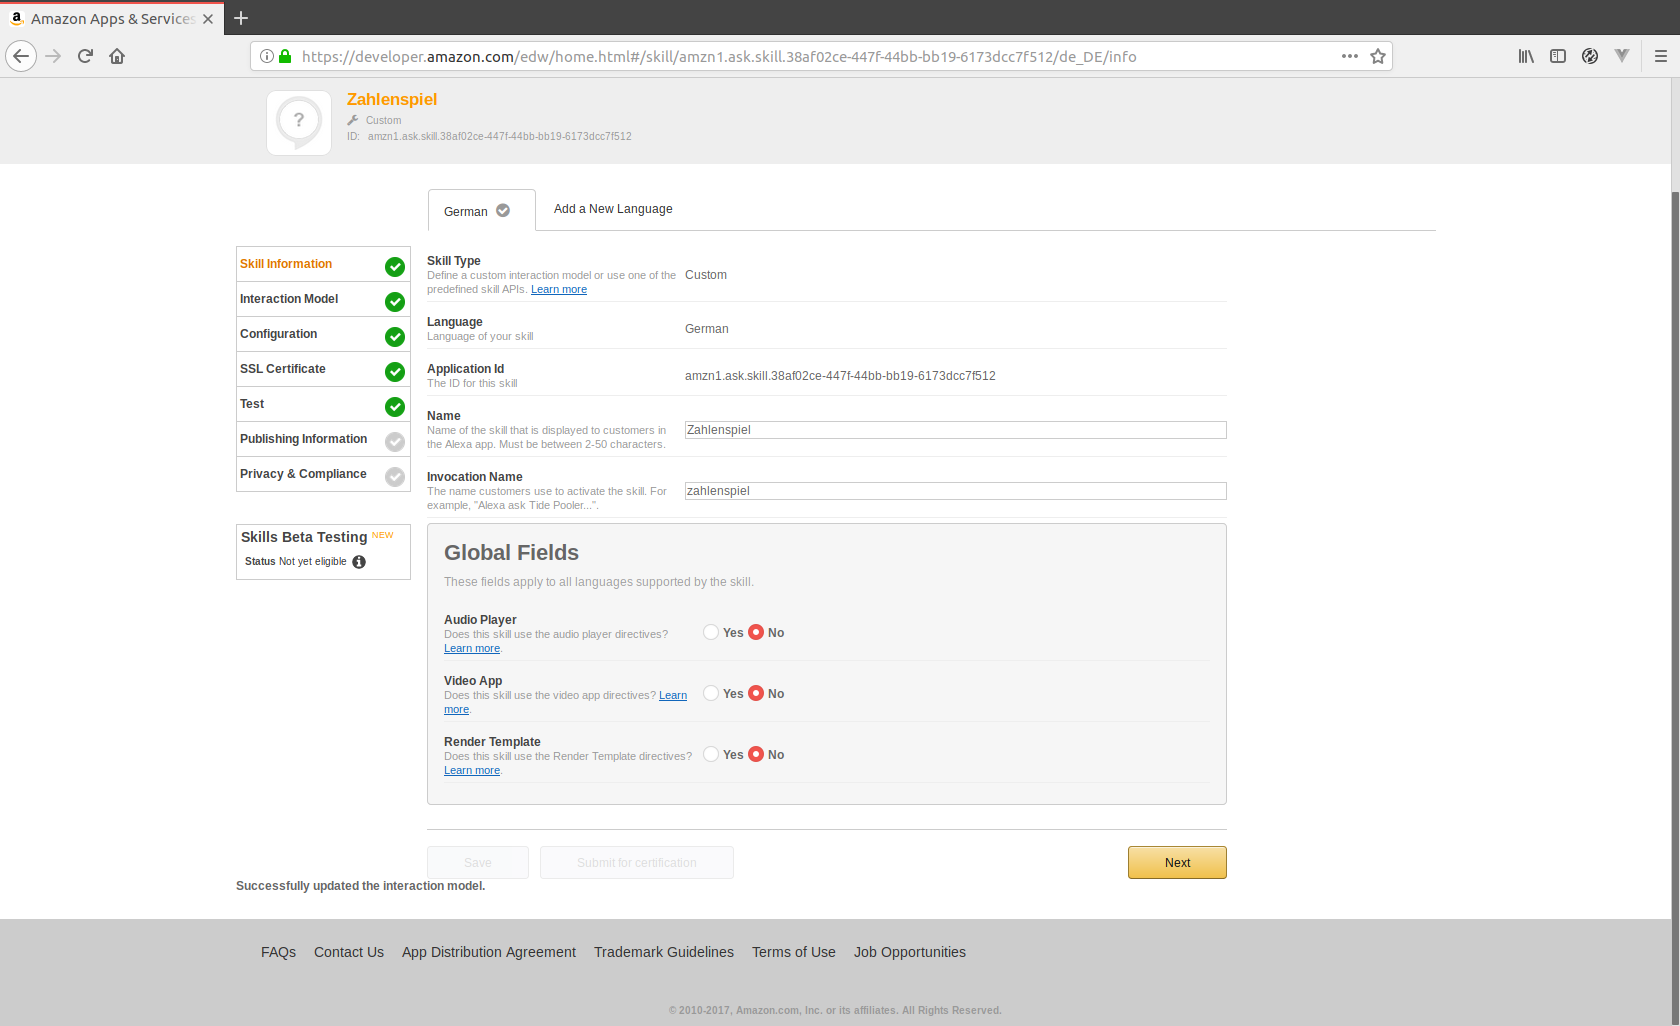 Amazon Apps & Services
https://developer.amazon.com/edw/home.html#/skill/amzn1.ask.skill.38af02ce-447f-44bb-bb19-6173dcc7f512/de_DE/info
?
Zahlenspiel
Custom
ID: amzn1.ask.skill.38af02ce-447f-44bb-bb19-6173dcc7f512
German
Add a New Language
Skill Information
Interaction Model
Configuration
SSL Certificate
Test
Publishing Information
Privacy & Compliance
Skills Beta Testing NEW
Status Not yet eligible
Skill Type
Define a custom interaction model or use one of the
predefined skill APIs. Learn more
Custom
Language
Language of your skill
German
Application Id
The ID for this skill
amzn1.ask.skill.38af02ce-447f-44bb-bb19-6173dcc7f512
Name
Name of the skill that is displayed to customers in
the Alexa app. Must be between 2-50 characters.
Zahlenspiel
Invocation Name
The name customers use to activate the skill. For
example, "Alexa ask Tide Pooler...".
zahlenspiel
Global Fields
These fields apply to all languages supported by the skill.
Audio Player
Does this skill use the audio player directives?
Learn more.
Yes No
Video App
Does this skill use the video app directives? Learn
more.
Yes No
Render Template
Does this skill use the Render Template directives?
Learn more.
Yes No
Save
Submit for certification
Next
Successfully updated the interaction model.
FAQs Contact Us App Distribution Agreement Trademark Guidelines Terms of Use Job Opportunities
© 2010-2017, Amazon.com, Inc. or its affiliates. All Rights Reserved.